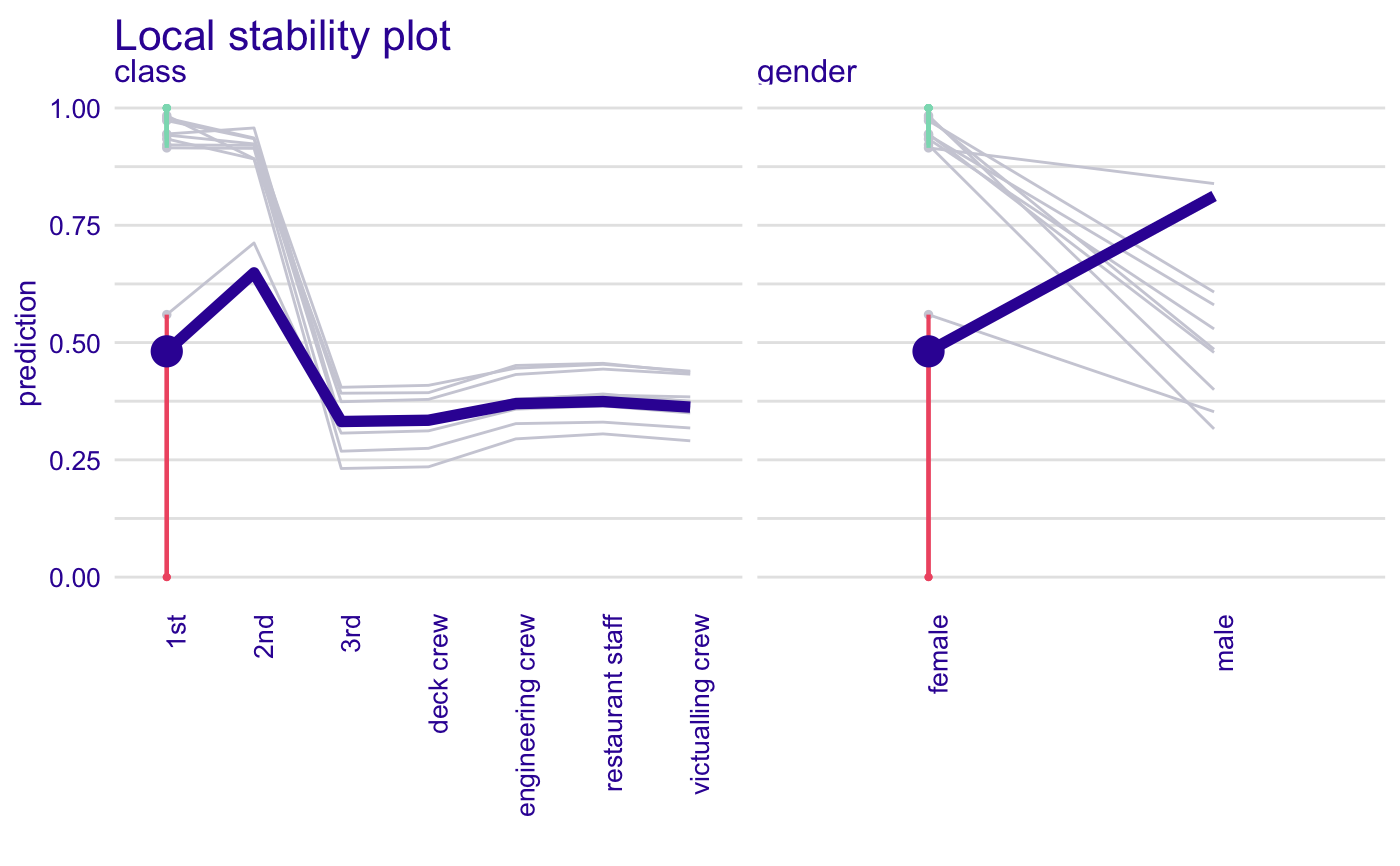 Local stability plot
class
gender
prediction
1.00
0.75
0.50
0.25
0.00
1st
2nd
3rd
deck crew
engineering crew
restaurant staff
victualling crew
female
male